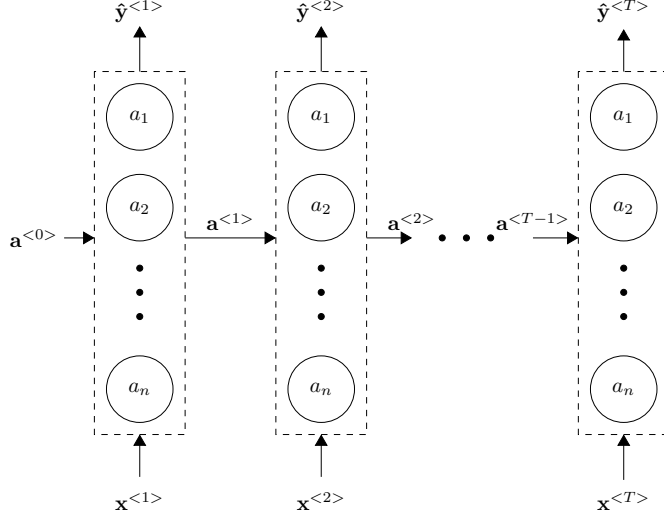 ŷ<1> ŷ<2> ŷ<T>
a₁ a₁ a₁
a₂ a₂ a₂
a<0> a<1> a<2> a<T−1>
aₙ aₙ aₙ
x<1> x<2> x<T>